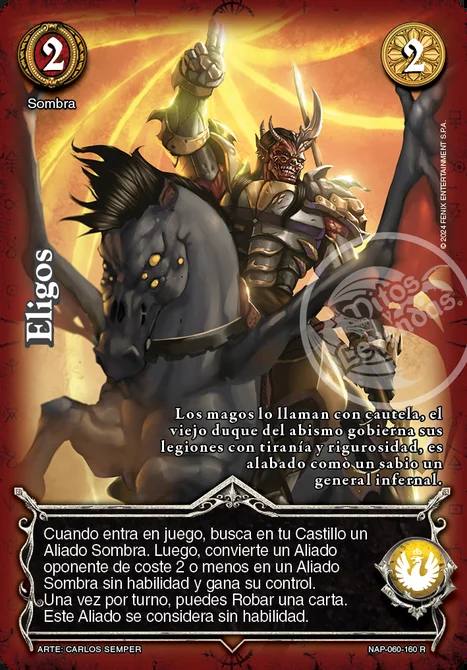 2
2
Sombra
© 2024 FENIX ENTERTAINMENT S.P.A.
Eligos
mitos
Leyendas.
Los magos lo llaman con cautela, el
viejo duque del abismo gobierna sus
legiones con tiranía y rigurosidad, es
alabado como un sabio un
general infernal.
Cuando entra en juego, busca en tu Castillo un
Aliado Sombra. Luego, convierte un Aliado
oponente de coste 2 o menos en un Aliado
Sombra sin habilidad y gana su control.
Una vez por turno, puedes Robar una carta.
Este Aliado se considera sin habilidad.
ARTE: CARLOS SEMPER
NAP-060-160 R